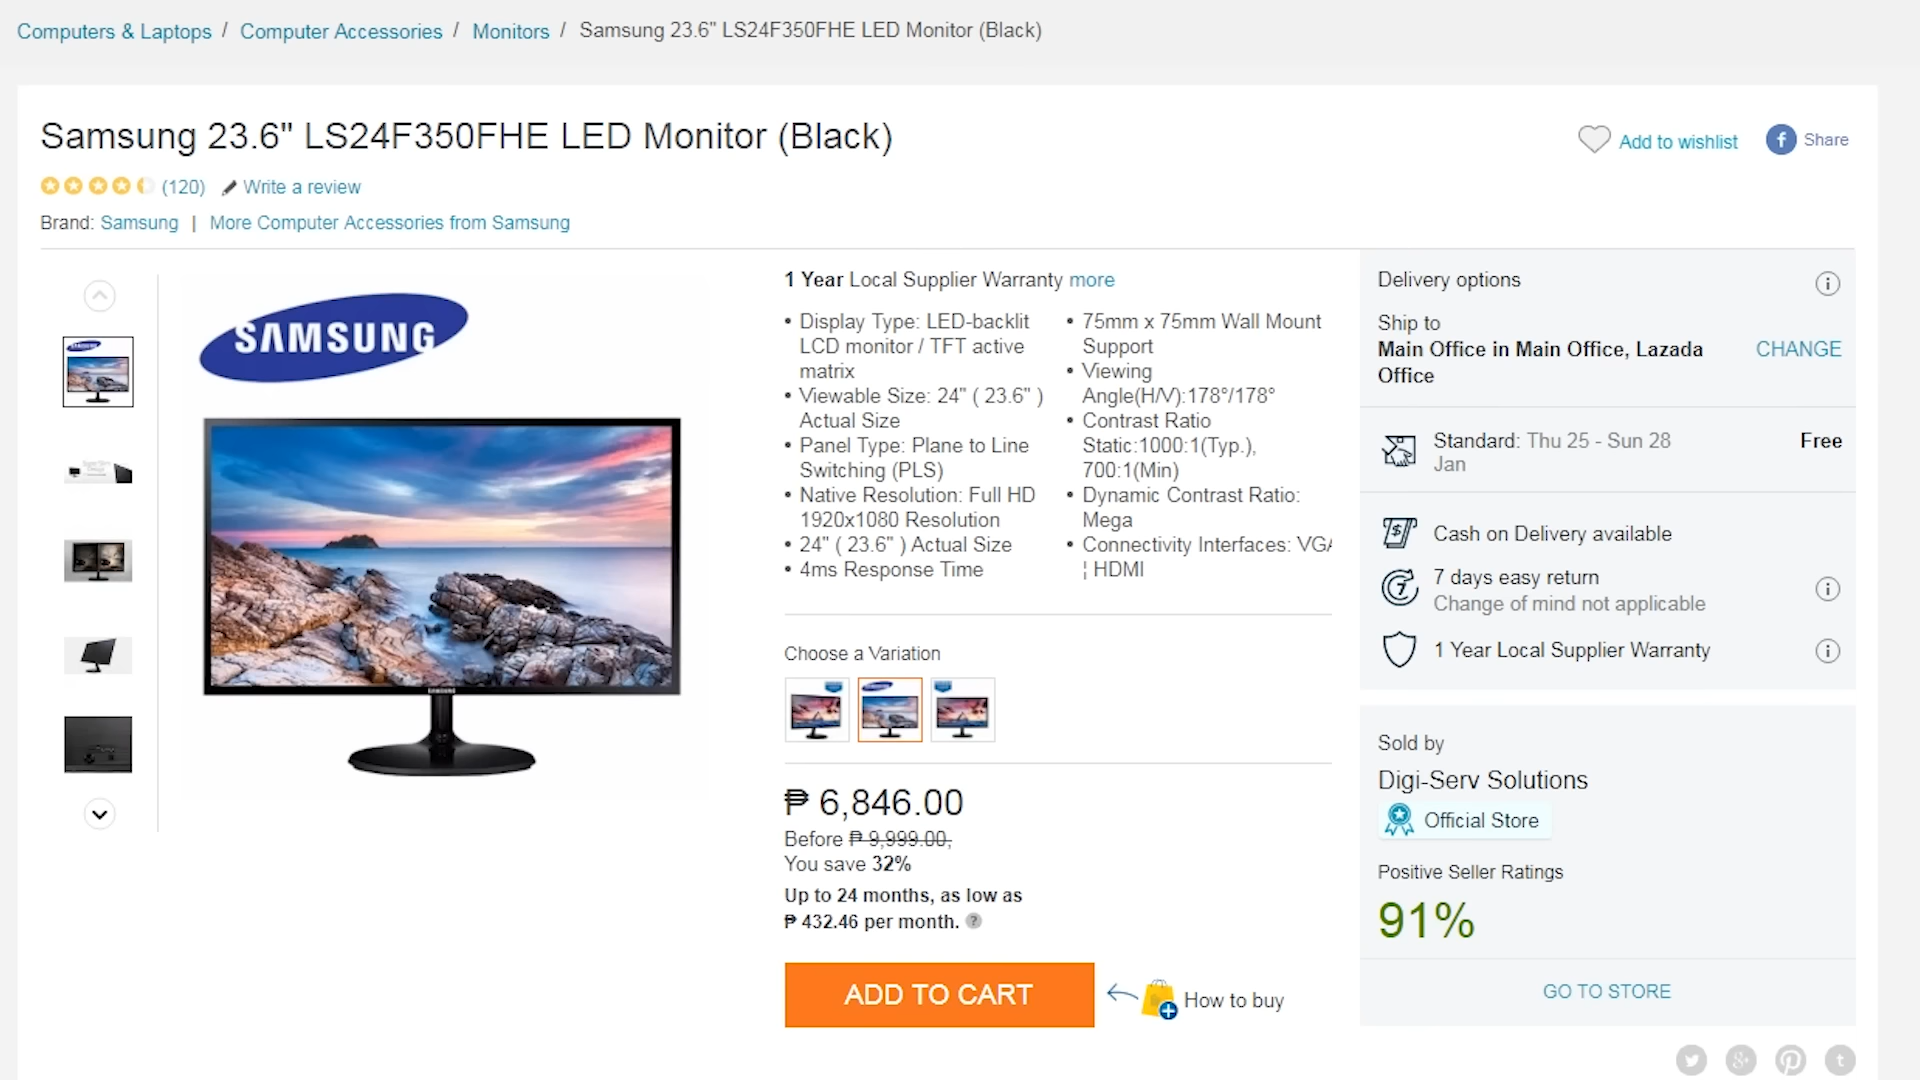 Computers & Laptops / Computer Accessories / Monitors / Samsung 23.6" LS24F350FHE LED Monitor (Black)
Samsung 23.6" LS24F350FHE LED Monitor (Black)
Add to wishlist
f Share
(120) Write a review
Brand: Samsung | More Computer Accessories from Samsung
SAMSUNG
SAMSUNG
1 Year Local Supplier Warranty more
• Display Type: LED-backlit
LCD monitor / TFT active
matrix
• Viewable Size: 24" ( 23.6" )
Actual Size
• Panel Type: Plane to Line
Switching (PLS)
• Native Resolution: Full HD
1920x1080 Resolution
• 24" ( 23.6" ) Actual Size
• 4ms Response Time
• 75mm x 75mm Wall Mount
Support
• Viewing
Angle(H/V):178°/178°
• Contrast Ratio
Static:1000:1(Typ.),
700:1(Min)
• Dynamic Contrast Ratio:
Mega
• Connectivity Interfaces: VGA
¦ HDMI
Choose a Variation
₱ 6,846.00
Before ₱ 9,999.00,
You save 32%
Up to 24 months, as low as
₱ 432.46 per month. ?
ADD TO CART
How to buy
Delivery options
Ship to
Main Office in Main Office, Lazada
Office
CHANGE
Standard: Thu 25 - Sun 28
Jan
Free
Cash on Delivery available
7 days easy return
Change of mind not applicable
1 Year Local Supplier Warranty
Sold by
Digi-Serv Solutions
Official Store
Positive Seller Ratings
91%
GO TO STORE